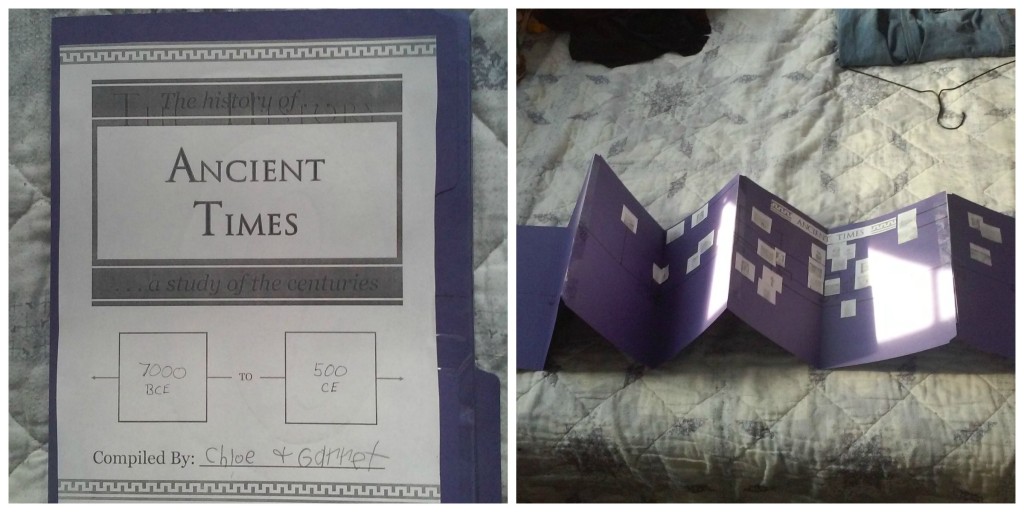 The history of
ANCIENT
TIMES
...a study of the centuries
7000
BCE
TO
500
CE
Compiled By: Chloe + Garnet
ANCIENT TIMES